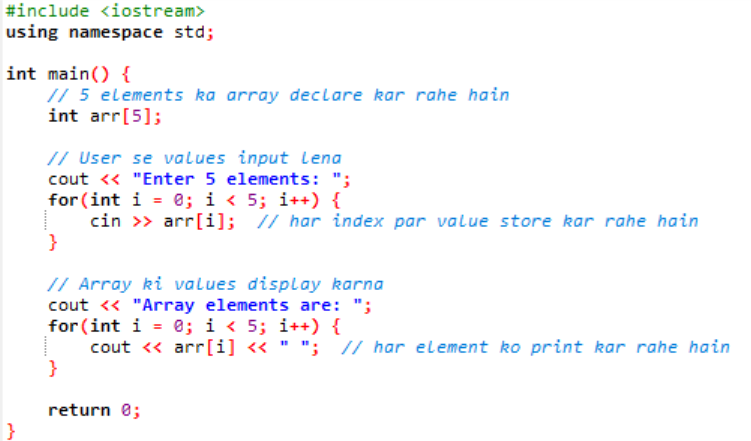 #include <iostream>
using namespace std;
int main() {
// 5 elements ka array declare kar rahe hain
int arr[5];
// User se values input lena
cout << "Enter 5 elements: ";
for(int i = 0; i < 5; i++) {
cin >> arr[i];  // har index par value store kar rahe hain
}
// Array ki values display karna
cout << "Array elements are: ";
for(int i = 0; i < 5; i++) {
cout << arr[i] << " ";  // har element ko print kar rahe hain
}
return 0;
}